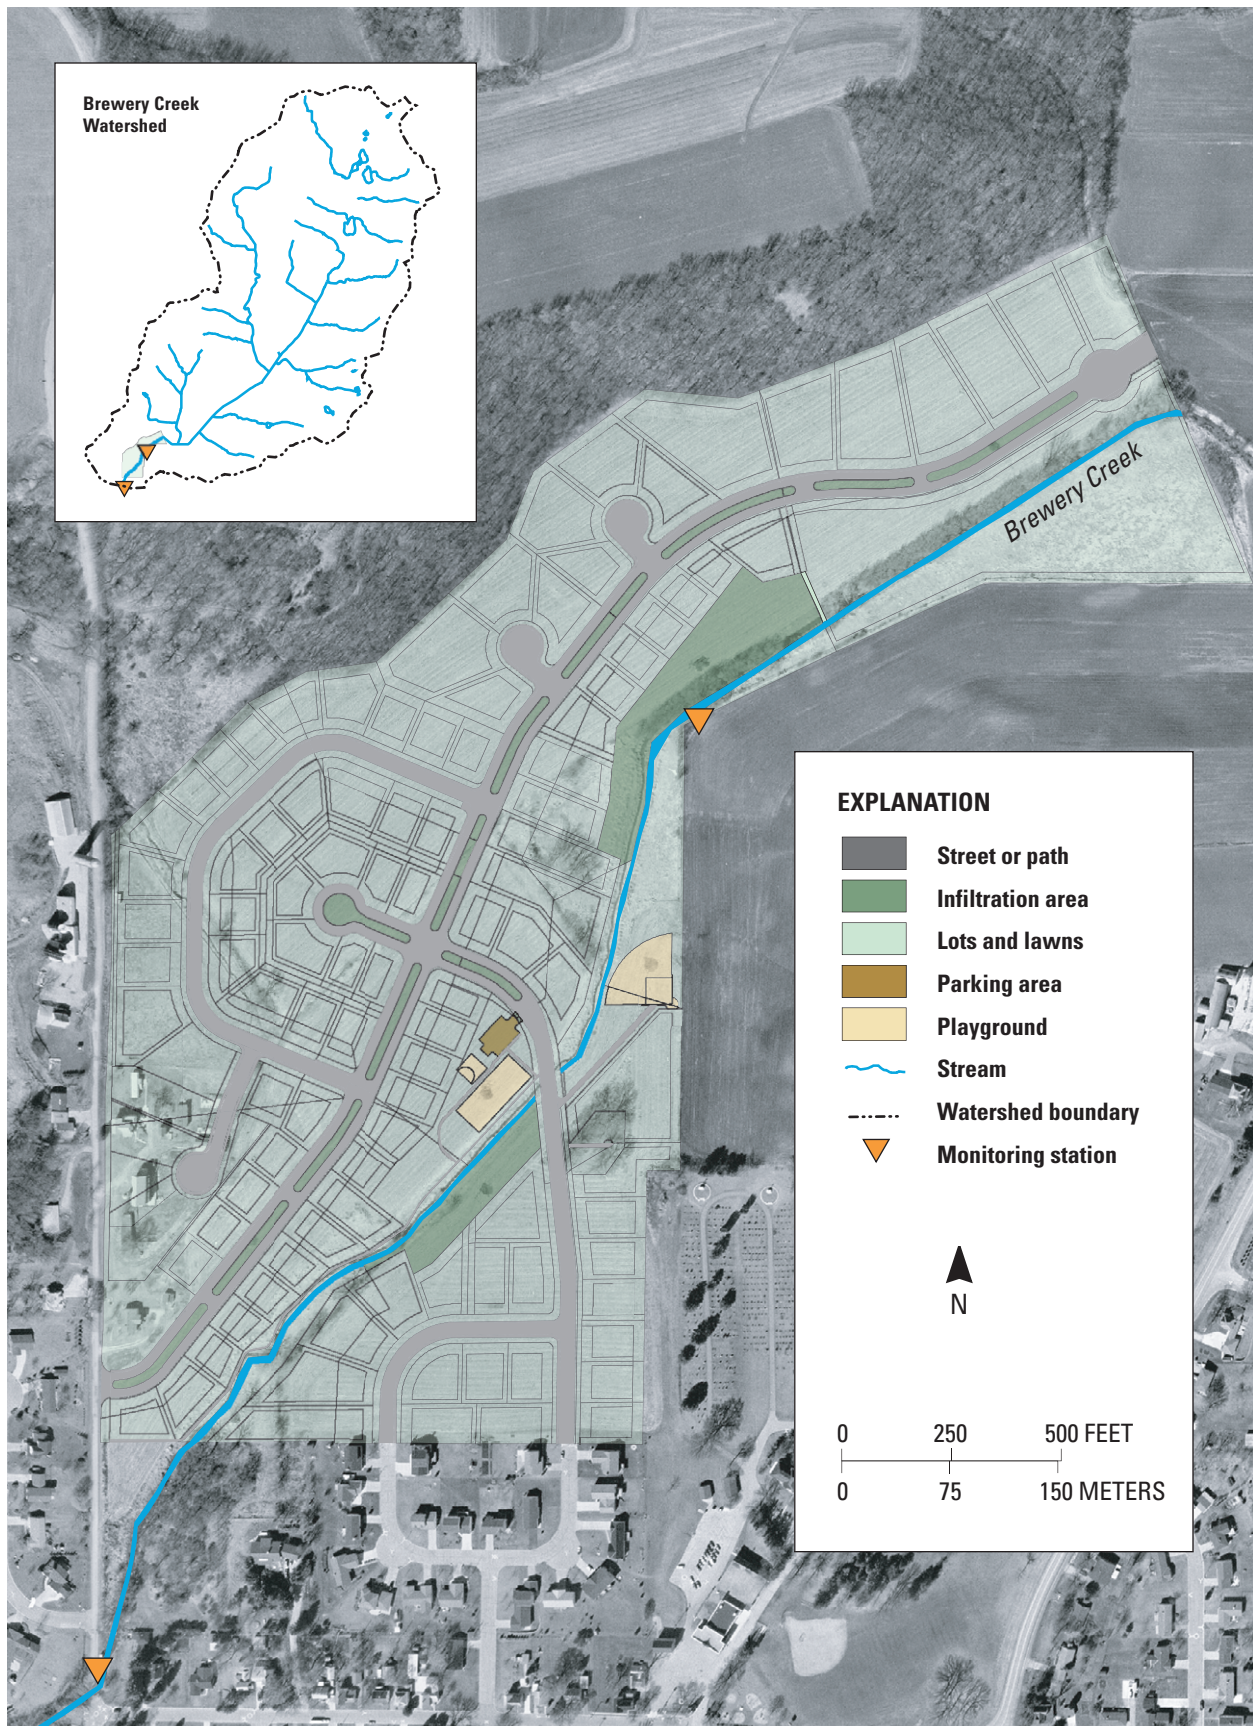 Brewery Creek
Watershed
Brewery Creek
EXPLANATION
Street or path
Infiltration area
Lots and lawns
Parking area
Playground
Stream
Watershed boundary
Monitoring station
N
0 250 500 FEET
0 75 150 METERS